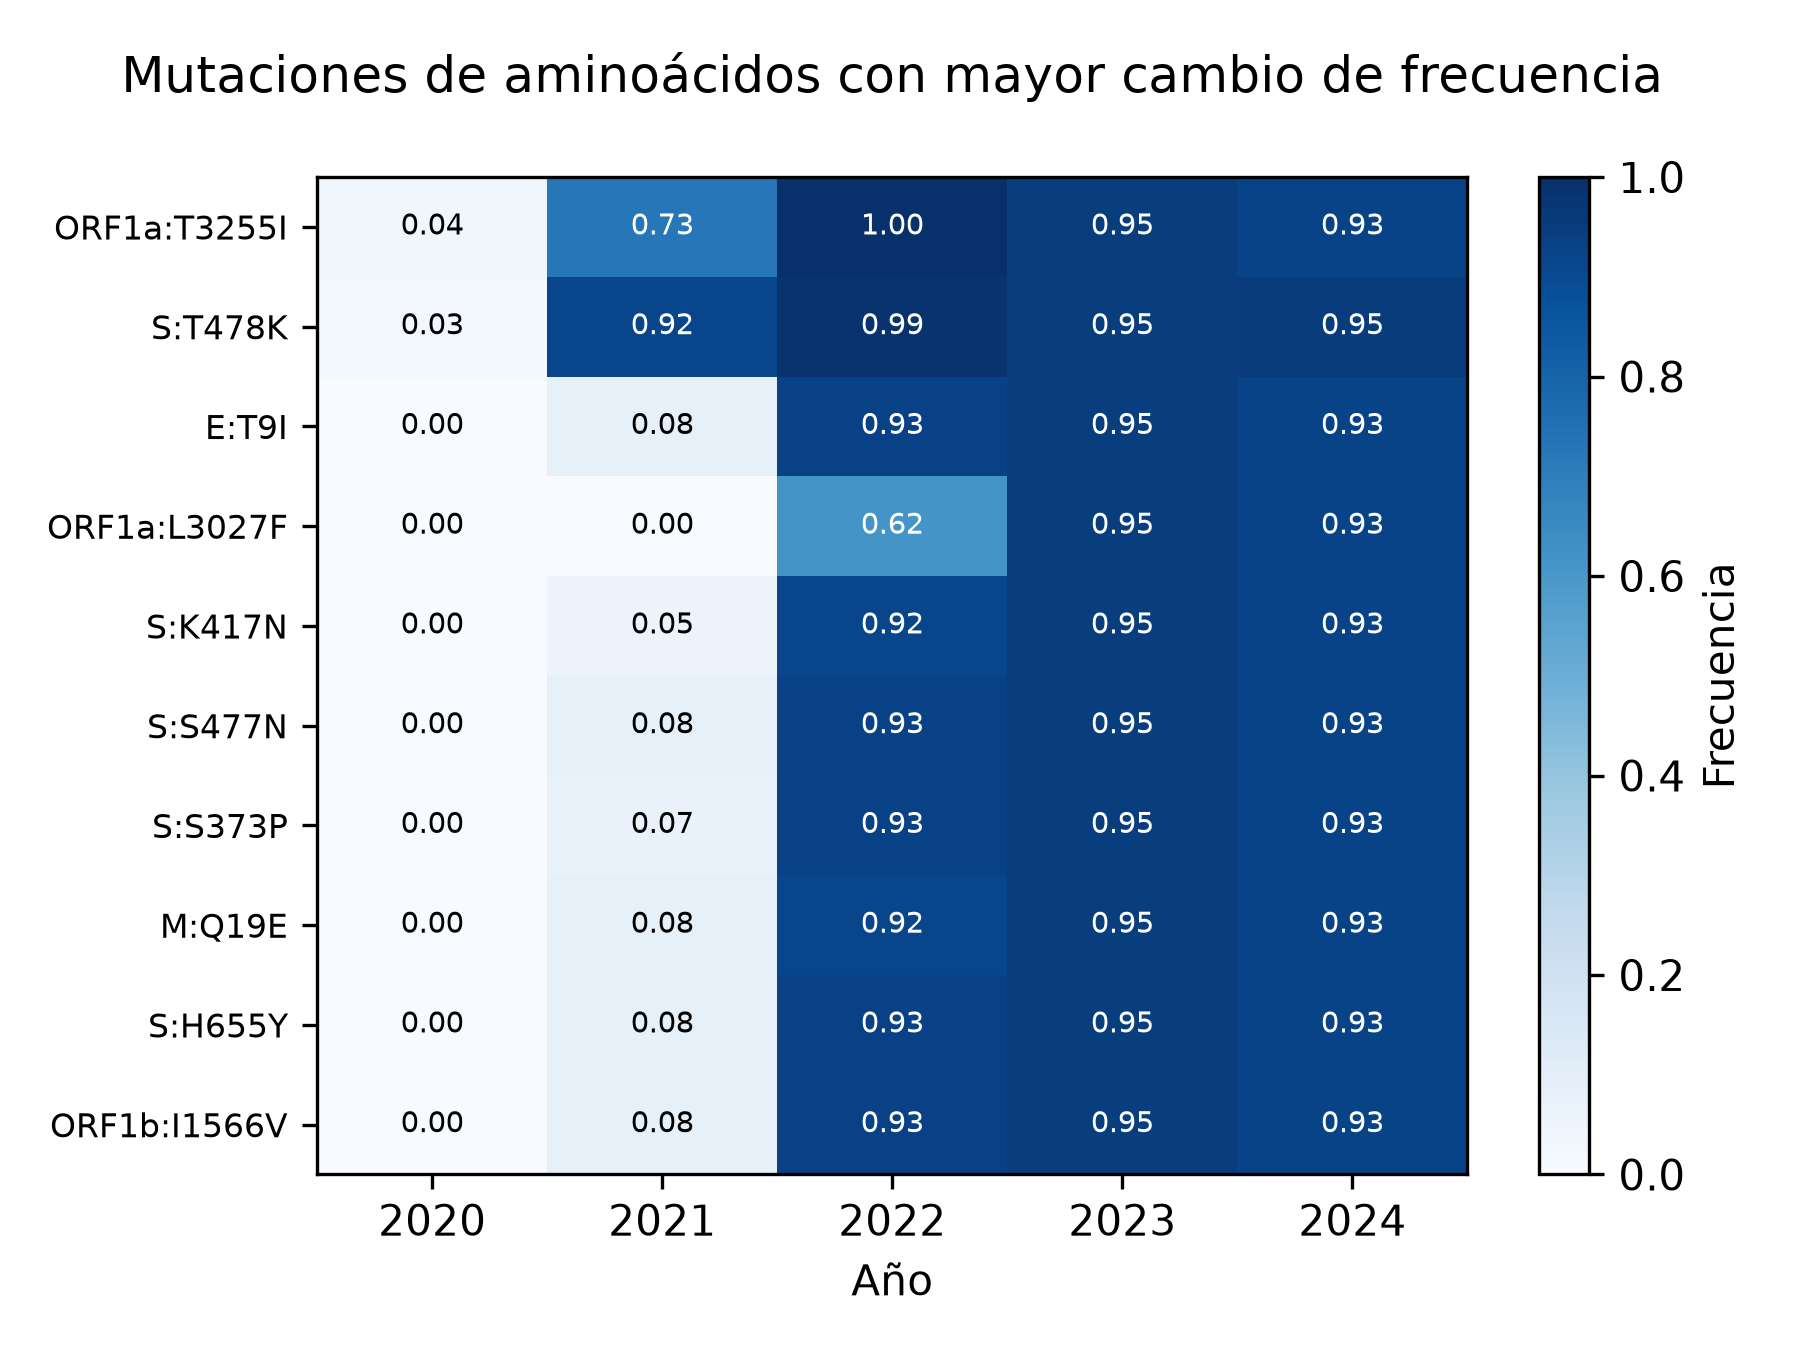 Mutaciones de aminoácidos con mayor cambio de frecuencia
ORF1a:T3255I 0.04 0.73 1.00 0.95 0.93
S:T478K 0.03 0.92 0.99 0.95 0.95
E:T9I 0.00 0.08 0.93 0.95 0.93
ORF1a:L3027F 0.00 0.00 0.62 0.95 0.93
S:K417N 0.00 0.05 0.92 0.95 0.93
S:S477N 0.00 0.08 0.93 0.95 0.93
S:S373P 0.00 0.07 0.93 0.95 0.93
M:Q19E 0.00 0.08 0.92 0.95 0.93
S:H655Y 0.00 0.08 0.93 0.95 0.93
ORF1b:I1566V 0.00 0.08 0.93 0.95 0.93
2020 2021 2022 2023 2024
Año
1.0
0.8
0.6
0.4
0.2
0.0
Frecuencia